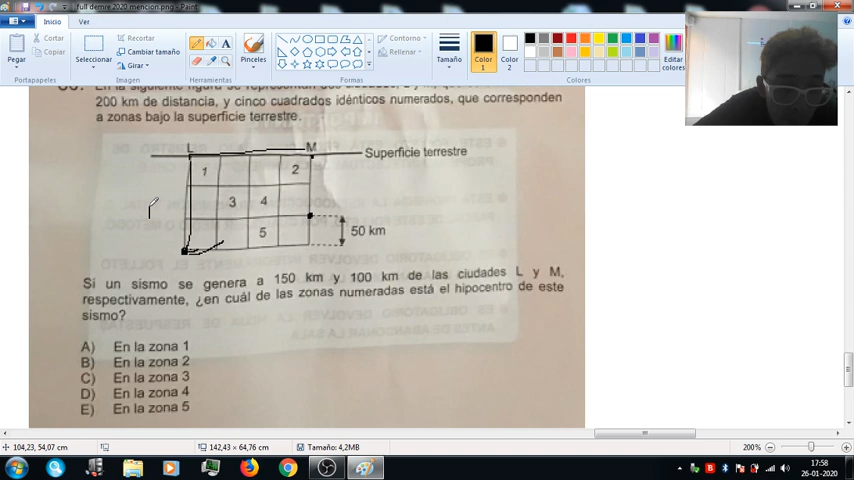 full demre 2020 mencion.png - Paint
Inicio
Ver
Pegar
Cortar
Copiar
Portapapeles
Seleccionar
Recortar
Cambiar tamaño
Girar
Imagen
Herramientas
Pinceles
Contorno
Rellenar
Formas
Tamaño
Color 1
Color 2
Editar colores
Colores
200 km de distancia, y cinco cuadrados idénticos numerados, que corresponden
a zonas bajo la superficie terrestre.
L
M
Superficie terrestre
1
2
3
4
5
50 km
Si un sismo se genera a 150 km y 100 km de las ciudades L y M,
respectivamente, ¿en cuál de las zonas numeradas está el hipocentro de este
sismo?
A) En la zona 1
B) En la zona 2
C) En la zona 3
D) En la zona 4
E) En la zona 5
104,23, 54,07 cm
142,43 × 64,76 cm
Tamaño: 4,2MB
200%
17:58
26-01-2020